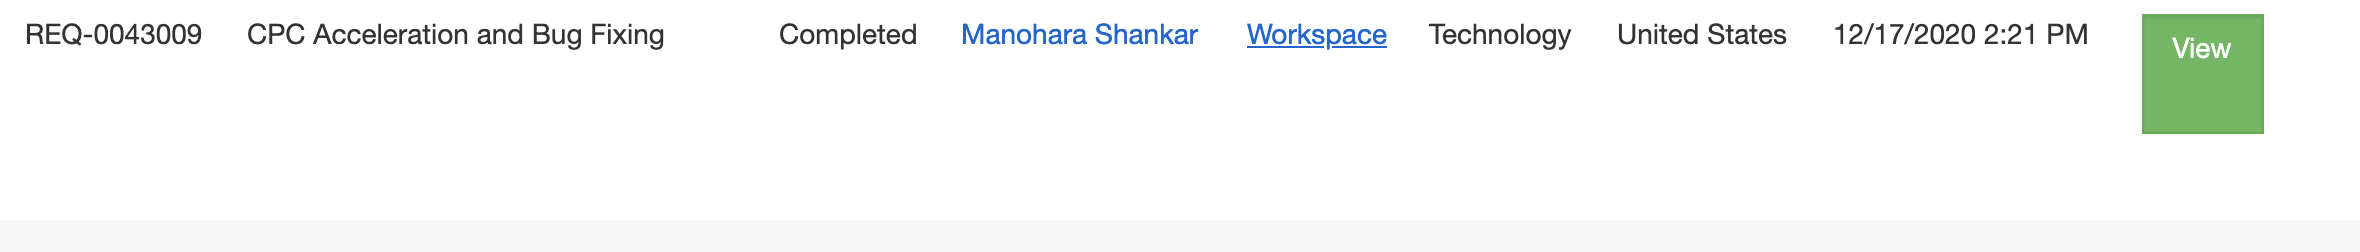 REQ-0043009 CPC Acceleration and Bug Fixing Completed Manohara Shankar Workspace Technology United States 12/17/2020 2:21 PM View